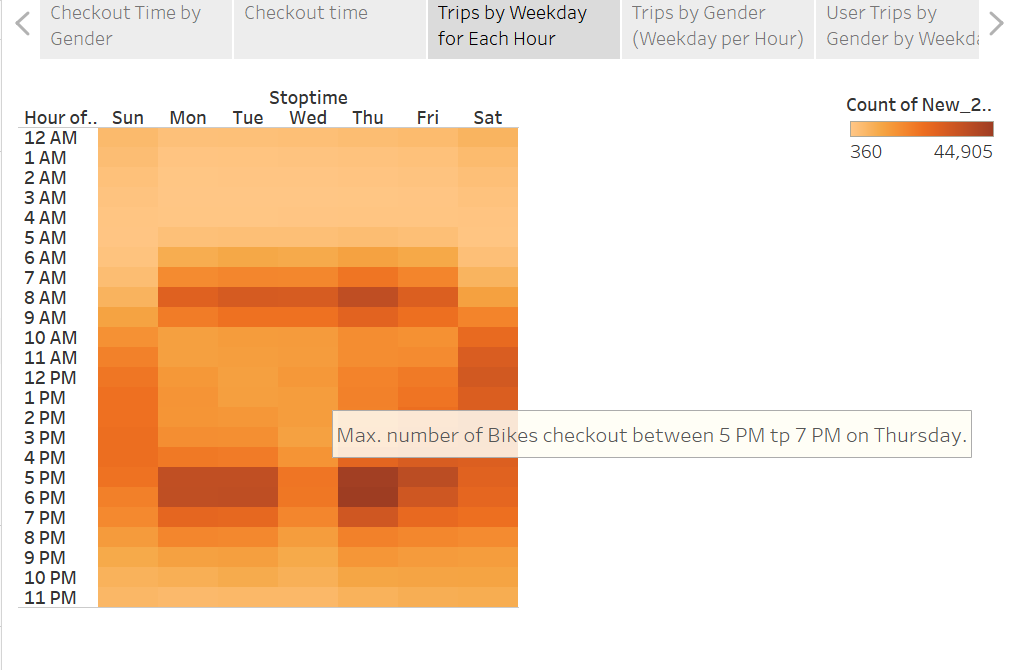 Checkout Time by
Gender
Checkout time
Trips by Weekday
for Each Hour
Trips by Gender
(Weekday per Hour)
User Trips by
Gender by Weekda
Stoptime
Hour of.. Sun Mon Tue Wed Thu Fri Sat
12 AM
1 AM
2 AM
3 AM
4 AM
5 AM
6 AM
7 AM
8 AM
9 AM
10 AM
11 AM
12 PM
1 PM
2 PM
3 PM
4 PM
5 PM
6 PM
7 PM
8 PM
9 PM
10 PM
11 PM
Max. number of Bikes checkout between 5 PM tp 7 PM on Thursday.
Count of New_2..
360 44,905